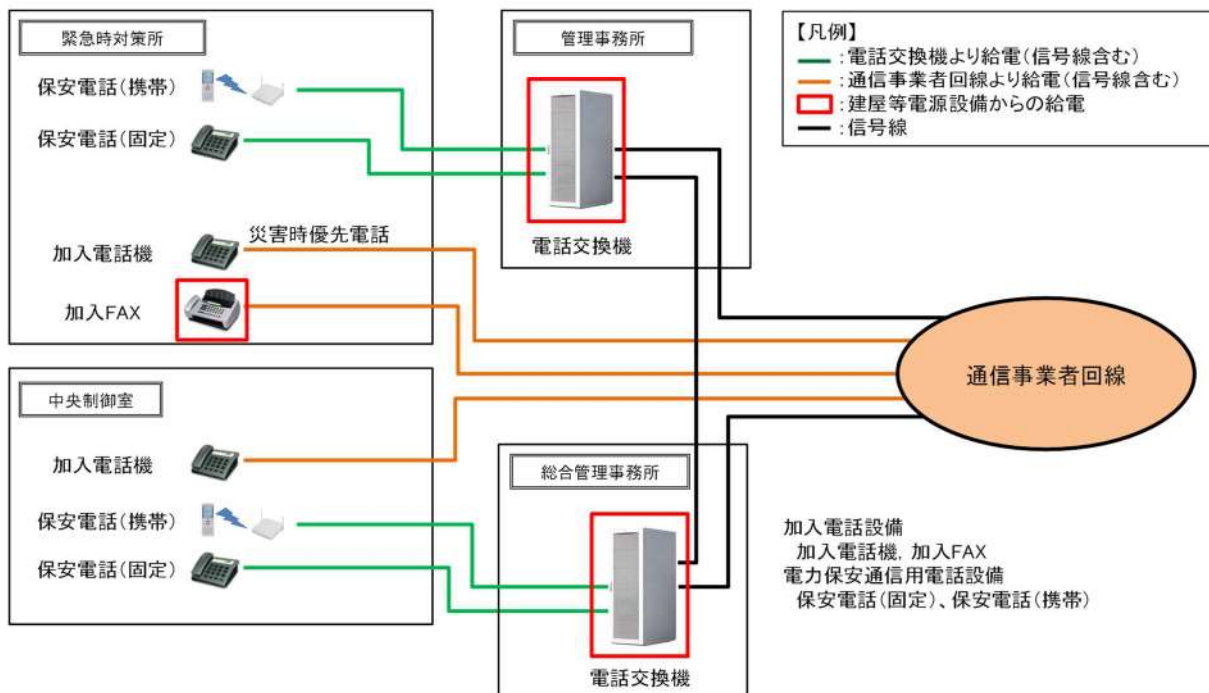 緊急時対策所
保安電話(携帯)
保安電話(固定)
加入電話機
災害時優先電話
加入FAX
管理事務所
電話交換機
【凡例】
:電話交換機より給電(信号線含む)
:通信事業者回線より給電(信号線含む)
:建屋等電源設備からの給電
:信号線
通信事業者回線
中央制御室
加入電話機
保安電話(携帯)
保安電話(固定)
総合管理事務所
電話交換機
加入電話設備
加入電話機, 加入FAX
電力保安通信用電話設備
保安電話(固定)、保安電話(携帯)